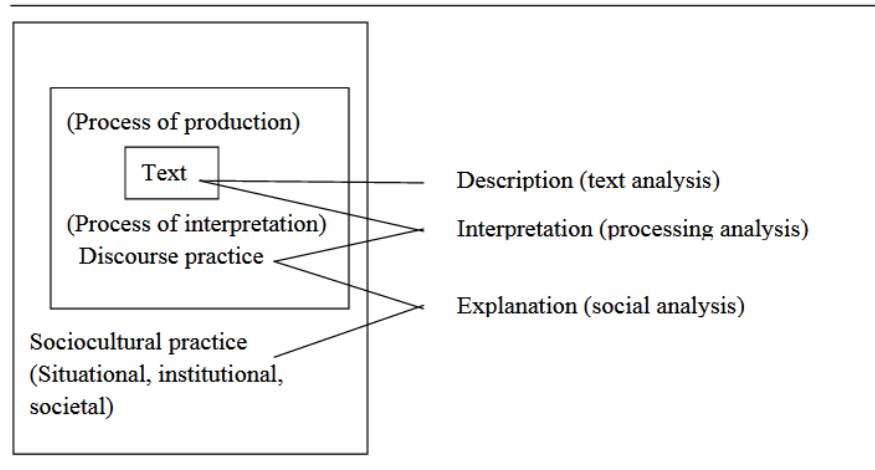 (Process of production)
Text
Description (text analysis)
(Process of interpretation)
Interpretation (processing analysis)
Discourse practice
Explanation (social analysis)
Sociocultural practice
(Situational, institutional,
societal)